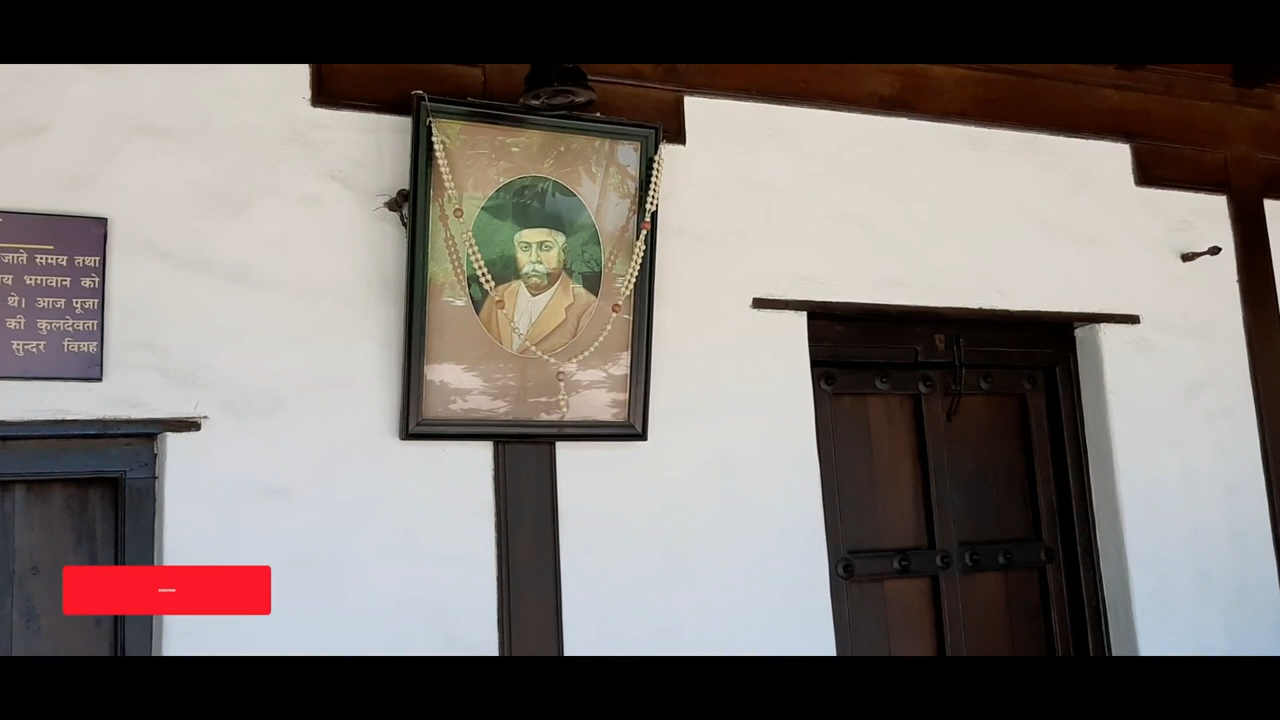 जाते समय तथा
य भगवान को
थे। आज पूजा
की कुलदेवता
सुन्दर विग्रह